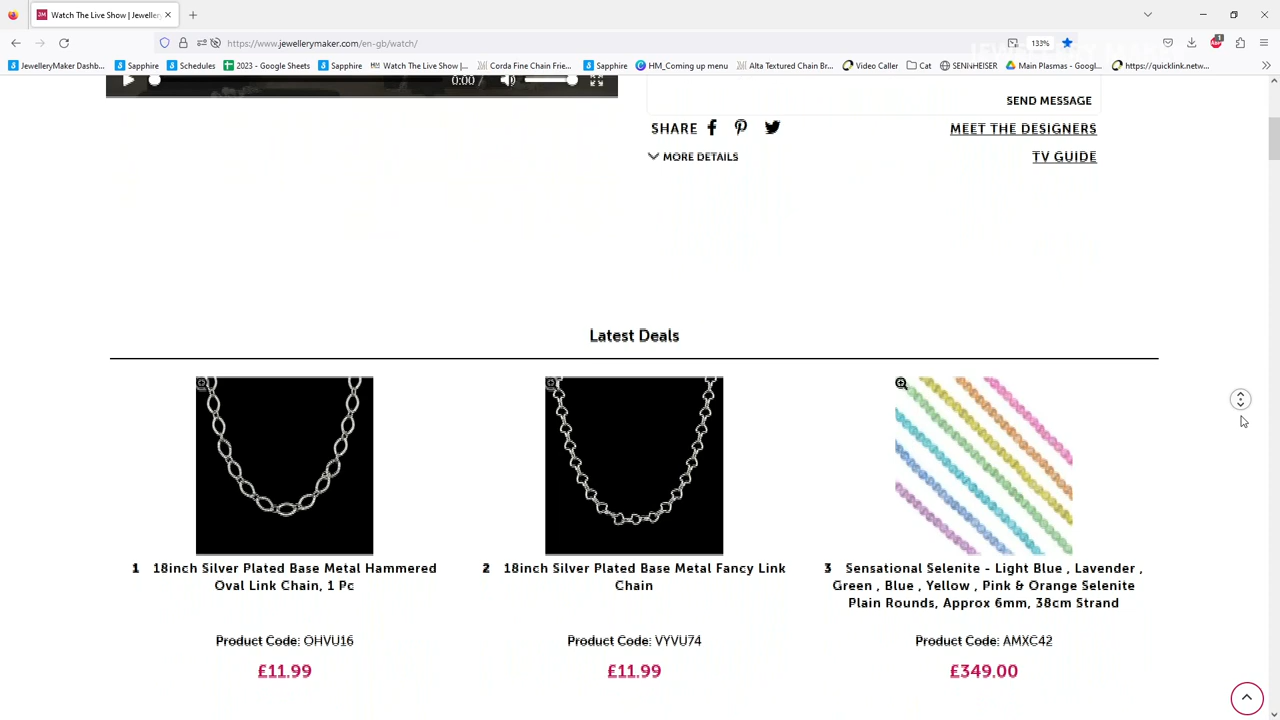 Watch The Live Show | Jeweller
https://www.jewellerymaker.com/en-gb/watch/
133%
1
JewelleryMaker Dashb...
Sapphire
Schedules
2023 - Google Sheets
Sapphire
Watch The Live Show |...
Corda Fine Chain Frie...
Sapphire
HM_Coming up menu
Alta Textured Chain Er...
Video Caller
Cat
SENNHEISER
Main Plasmas - Googl...
https://quicklink.netw...
0:00
SEND MESSAGE
SHARE
MEET THE DESIGNERS
MORE DETAILS
TV GUIDE
Latest Deals
1 18inch Silver Plated Base Metal Hammered
Oval Link Chain, 1 Pc
Product Code: OHVU16
£11.99
2 18inch Silver Plated Base Metal Fancy Link
Chain
Product Code: VYVU74
£11.99
3 Sensational Selenite - Light Blue , Lavender ,
Green , Blue , Yellow , Pink & Orange Selenite
Plain Rounds, Approx 6mm, 38cm Strand
Product Code: AMXC42
£349.00